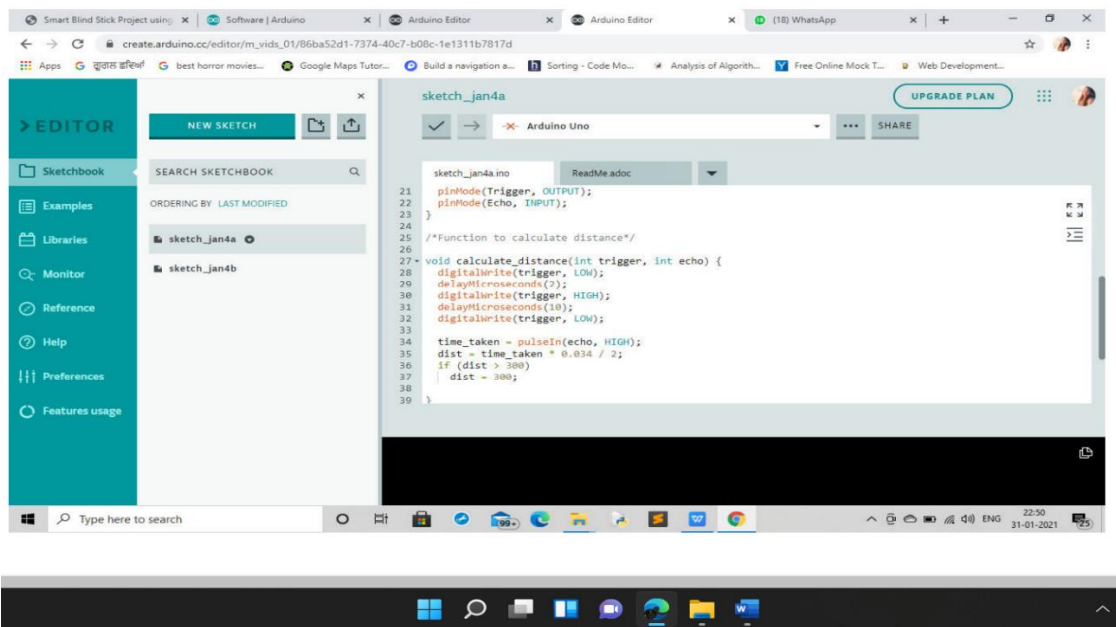 Smart Blind Stick Project using
Software | Arduino
Arduino Editor
Arduino Editor
(18) WhatsApp
create.arduino.cc/editor/m_vids_01/86ba52d1-7374-40c7-b08c-1e1311b7817d
Apps
best horror movies...
Google Maps Tutor...
Build a navigation a...
Sorting - Code Mo...
Analysis of Algorith...
Free Online Mock T...
Web Development...
EDITOR
Sketchbook
Examples
Libraries
Monitor
Reference
Help
Preferences
Features usage
NEW SKETCH
SEARCH SKETCHBOOK
ORDERING BY LAST MODIFIED
sketch_jan4a
sketch_jan4b
sketch_jan4a
UPGRADE PLAN
Arduino Uno
SHARE
sketch_jan4a.ino
ReadMe.adoc
21 pinMode(Trigger, OUTPUT);
22 pinMode(Echo, INPUT);
23 }
24
25 /*Function to calculate distance*/
26
27 void calculate_distance(int trigger, int echo) {
28 digitalWrite(trigger, LOW);
29 delayMicroseconds(2);
30 digitalWrite(trigger, HIGH);
31 delayMicroseconds(10);
32 digitalWrite(trigger, LOW);
33
34 time_taken = pulseIn(echo, HIGH);
35 dist = time_taken * 0.034 / 2;
36 if (dist > 300)
37 dist = 300;
38
39 }
Type here to search
99+
ENG
22:50
31-01-2021
25